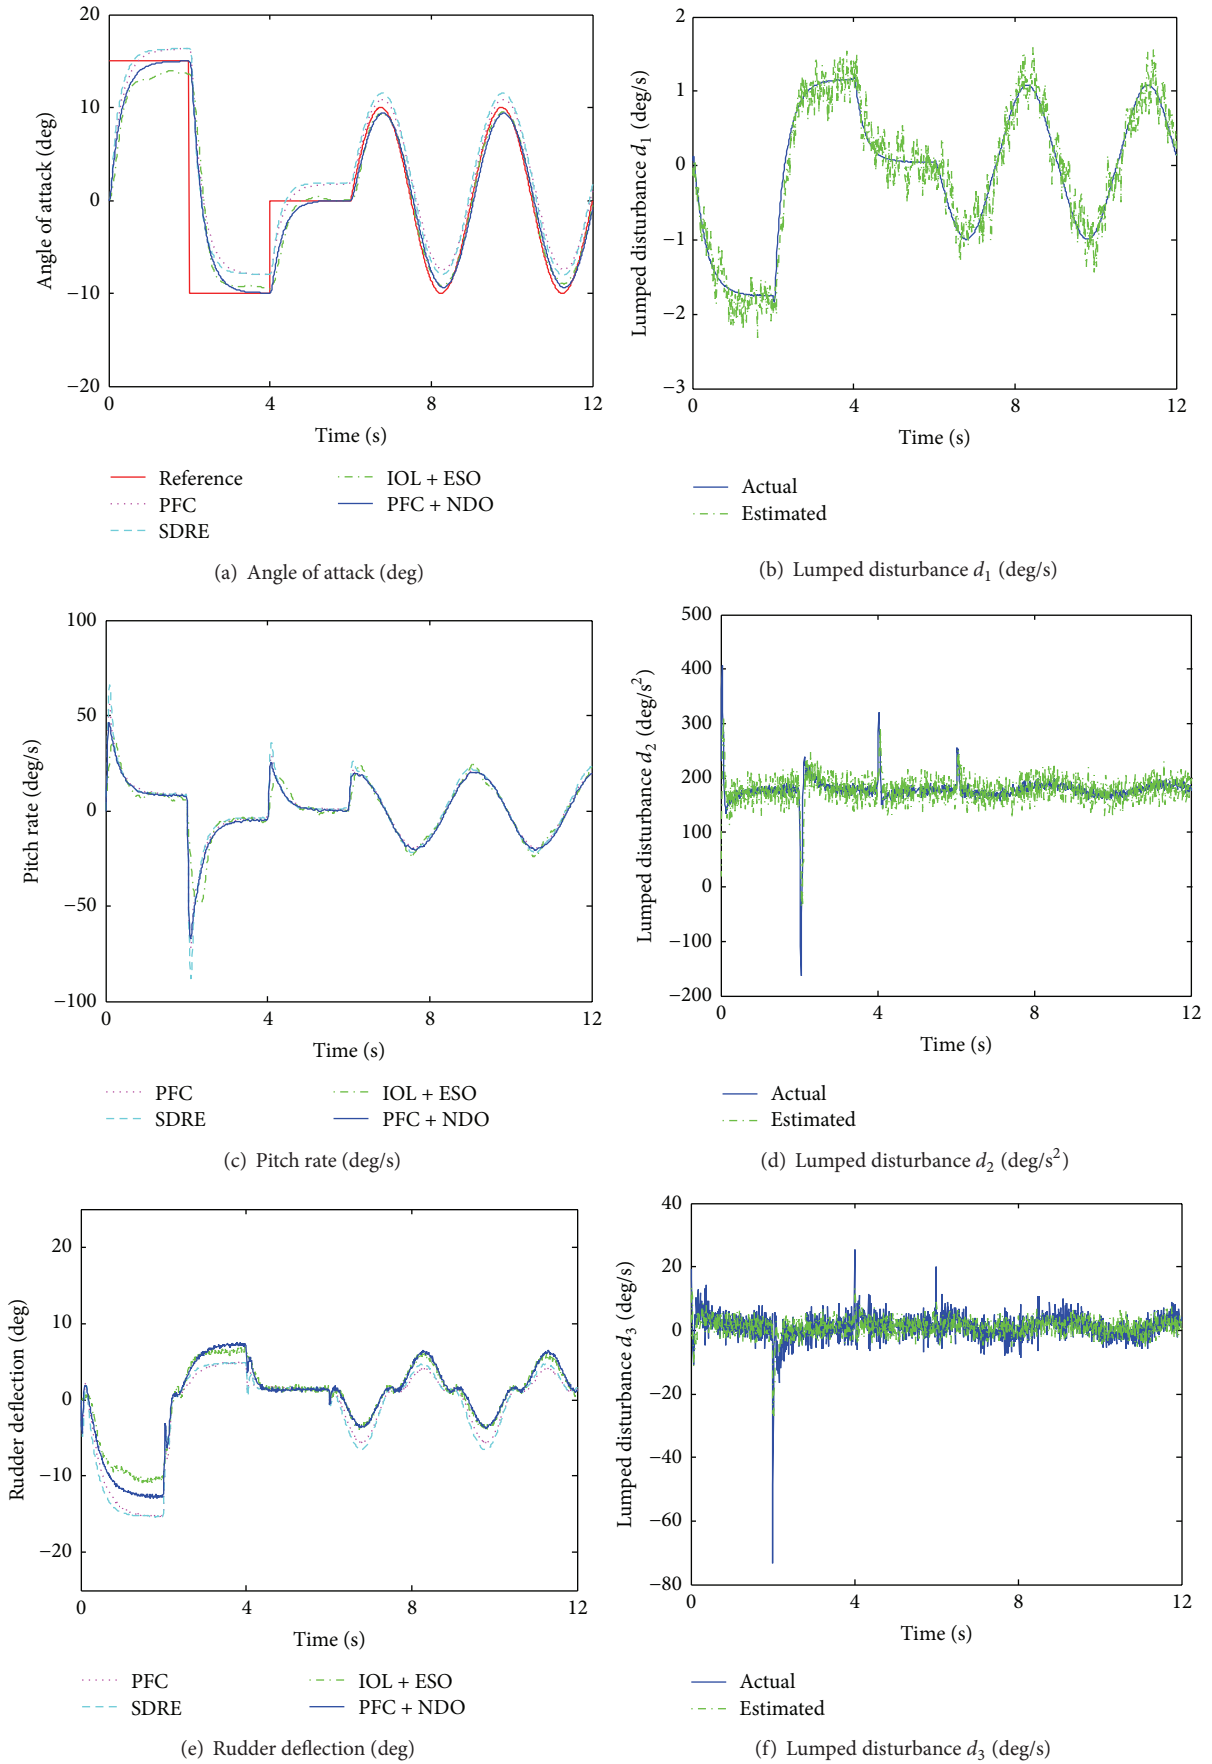 20
10
0
−10
−20
Angle of attack (deg)
0
4
8
12
Time (s)
Reference
PFC
SDRE
IOL + ESO
PFC + NDO
(a) Angle of attack (deg)
2
1
0
−1
−2
−3
Lumped disturbance d₁ (deg/s)
0
4
8
12
Time (s)
Actual
Estimated
(b) Lumped disturbance d₁ (deg/s)
100
50
0
−50
−100
Pitch rate (deg/s)
0
4
8
12
Time (s)
PFC
SDRE
IOL + ESO
PFC + NDO
(c) Pitch rate (deg/s)
500
400
300
200
100
0
−100
−200
Lumped disturbance d₂ (deg/s²)
0
4
8
12
Time (s)
Actual
Estimated
(d) Lumped disturbance d₂ (deg/s²)
20
10
0
−10
−20
Rudder deflection (deg)
0
4
8
12
Time (s)
PFC
SDRE
IOL + ESO
PFC + NDO
(e) Rudder deflection (deg)
40
20
0
−20
−40
−60
−80
Lumped disturbance d₃ (deg/s)
0
4
8
12
Time (s)
Actual
Estimated
(f) Lumped disturbance d₃ (deg/s)